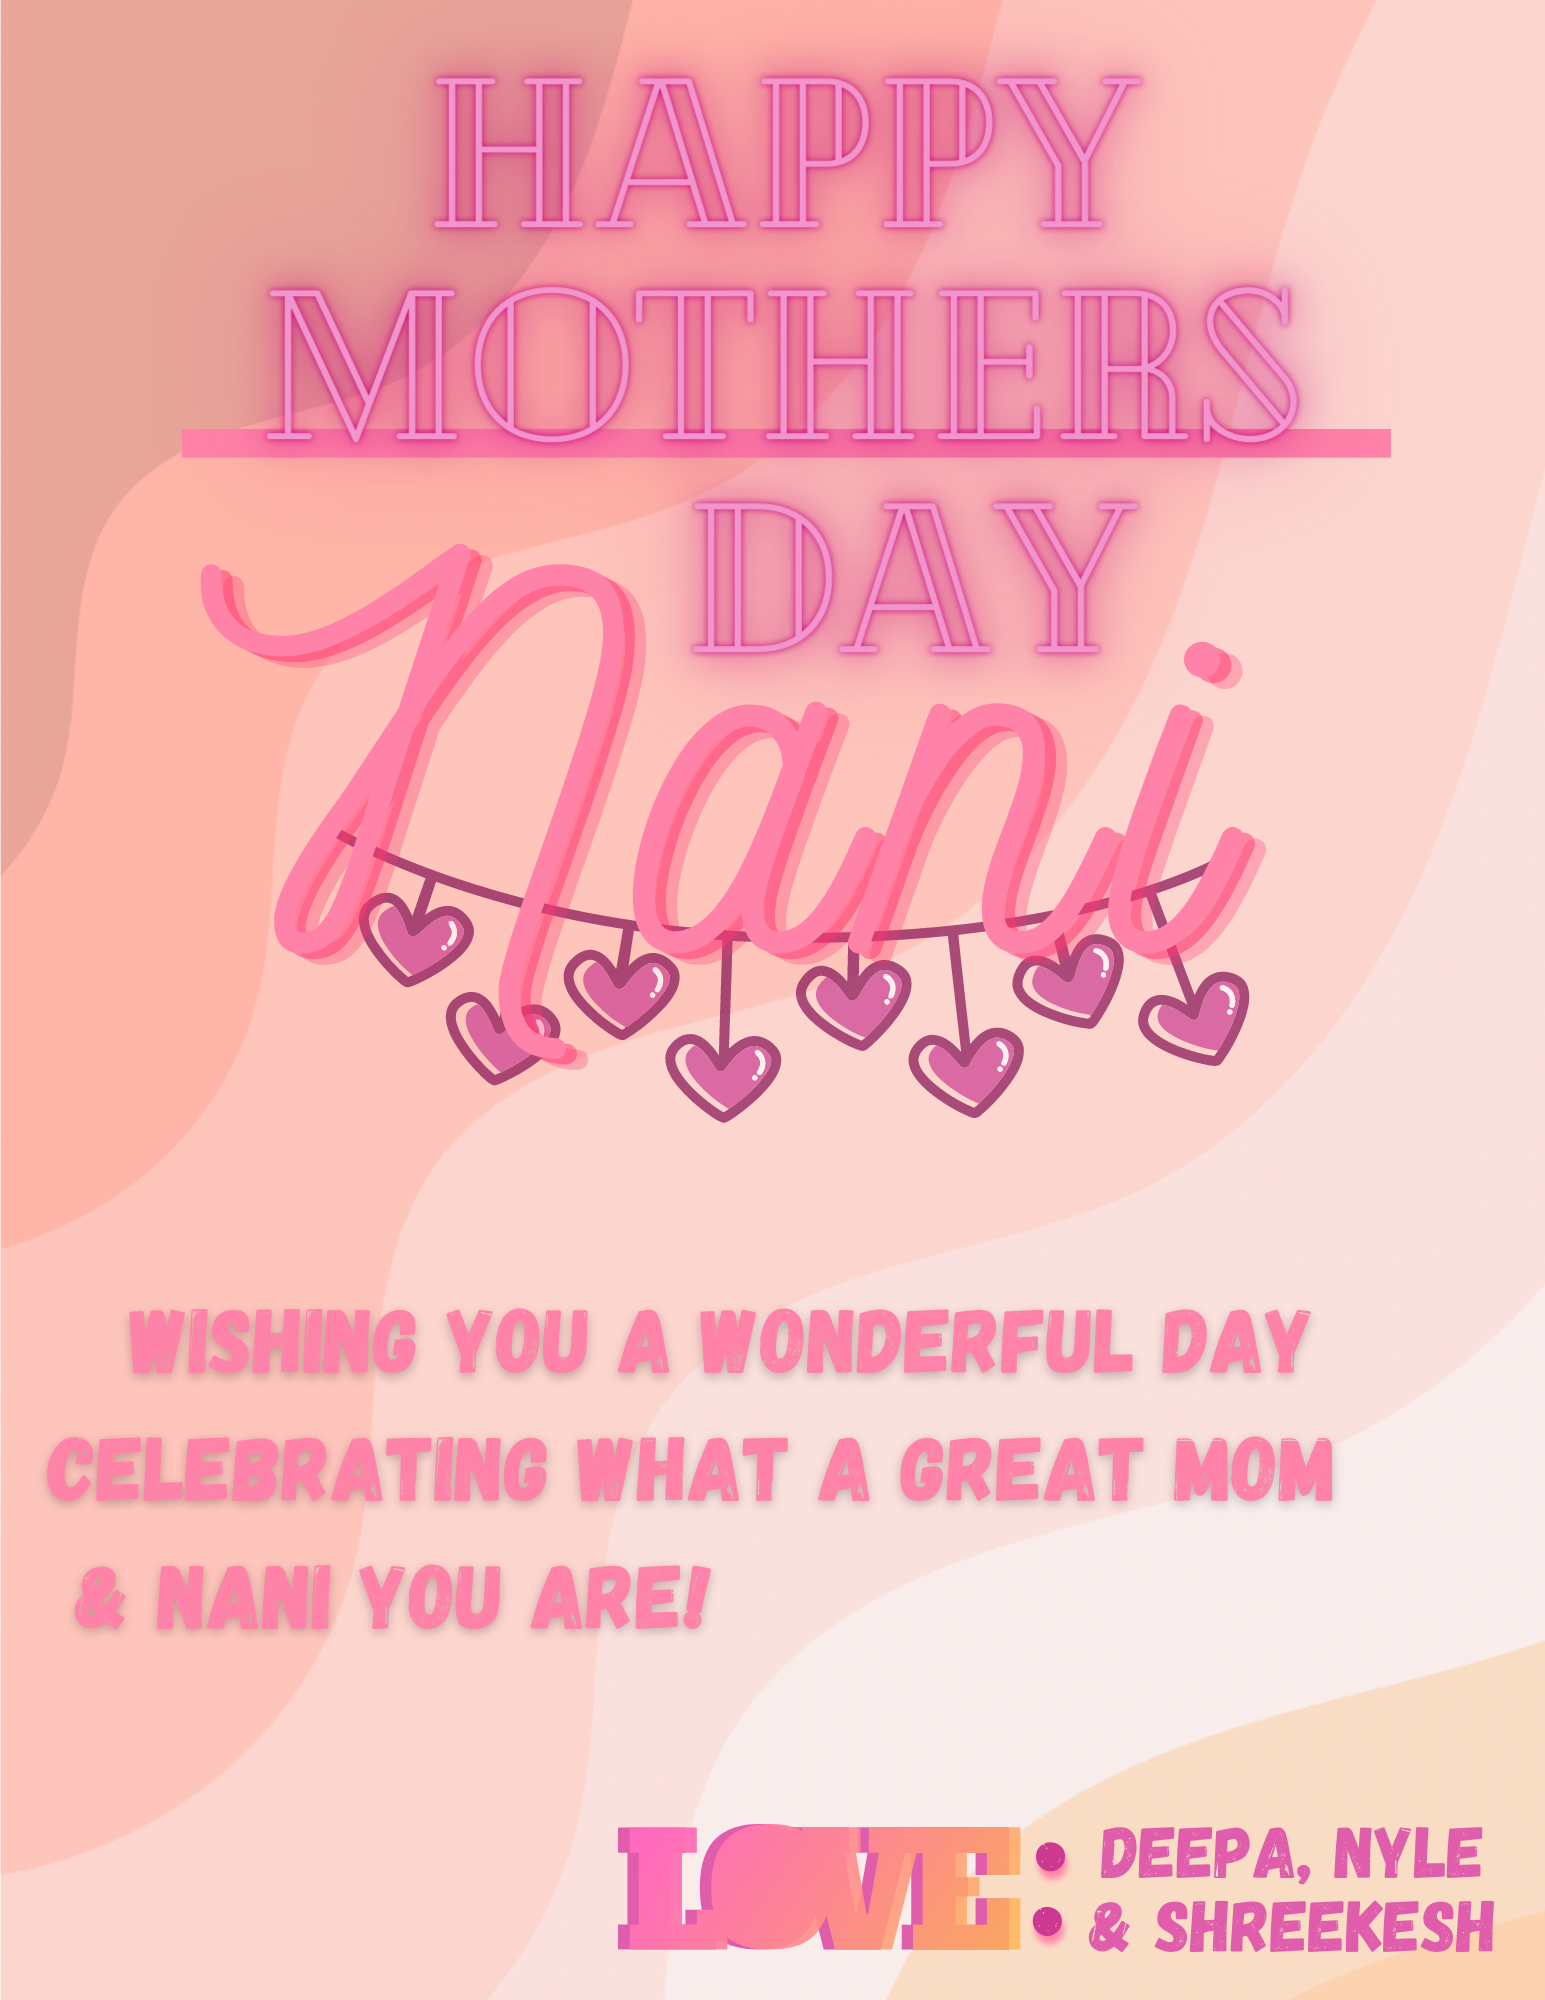 HAPPY
MOTHERS
DAY
Nani
WISHING YOU A WONDERFUL DAY
CELEBRATING WHAT A GREAT MOM
& NANI YOU ARE!
LOVE: DEEPA, NYLE
& SHREEKESH